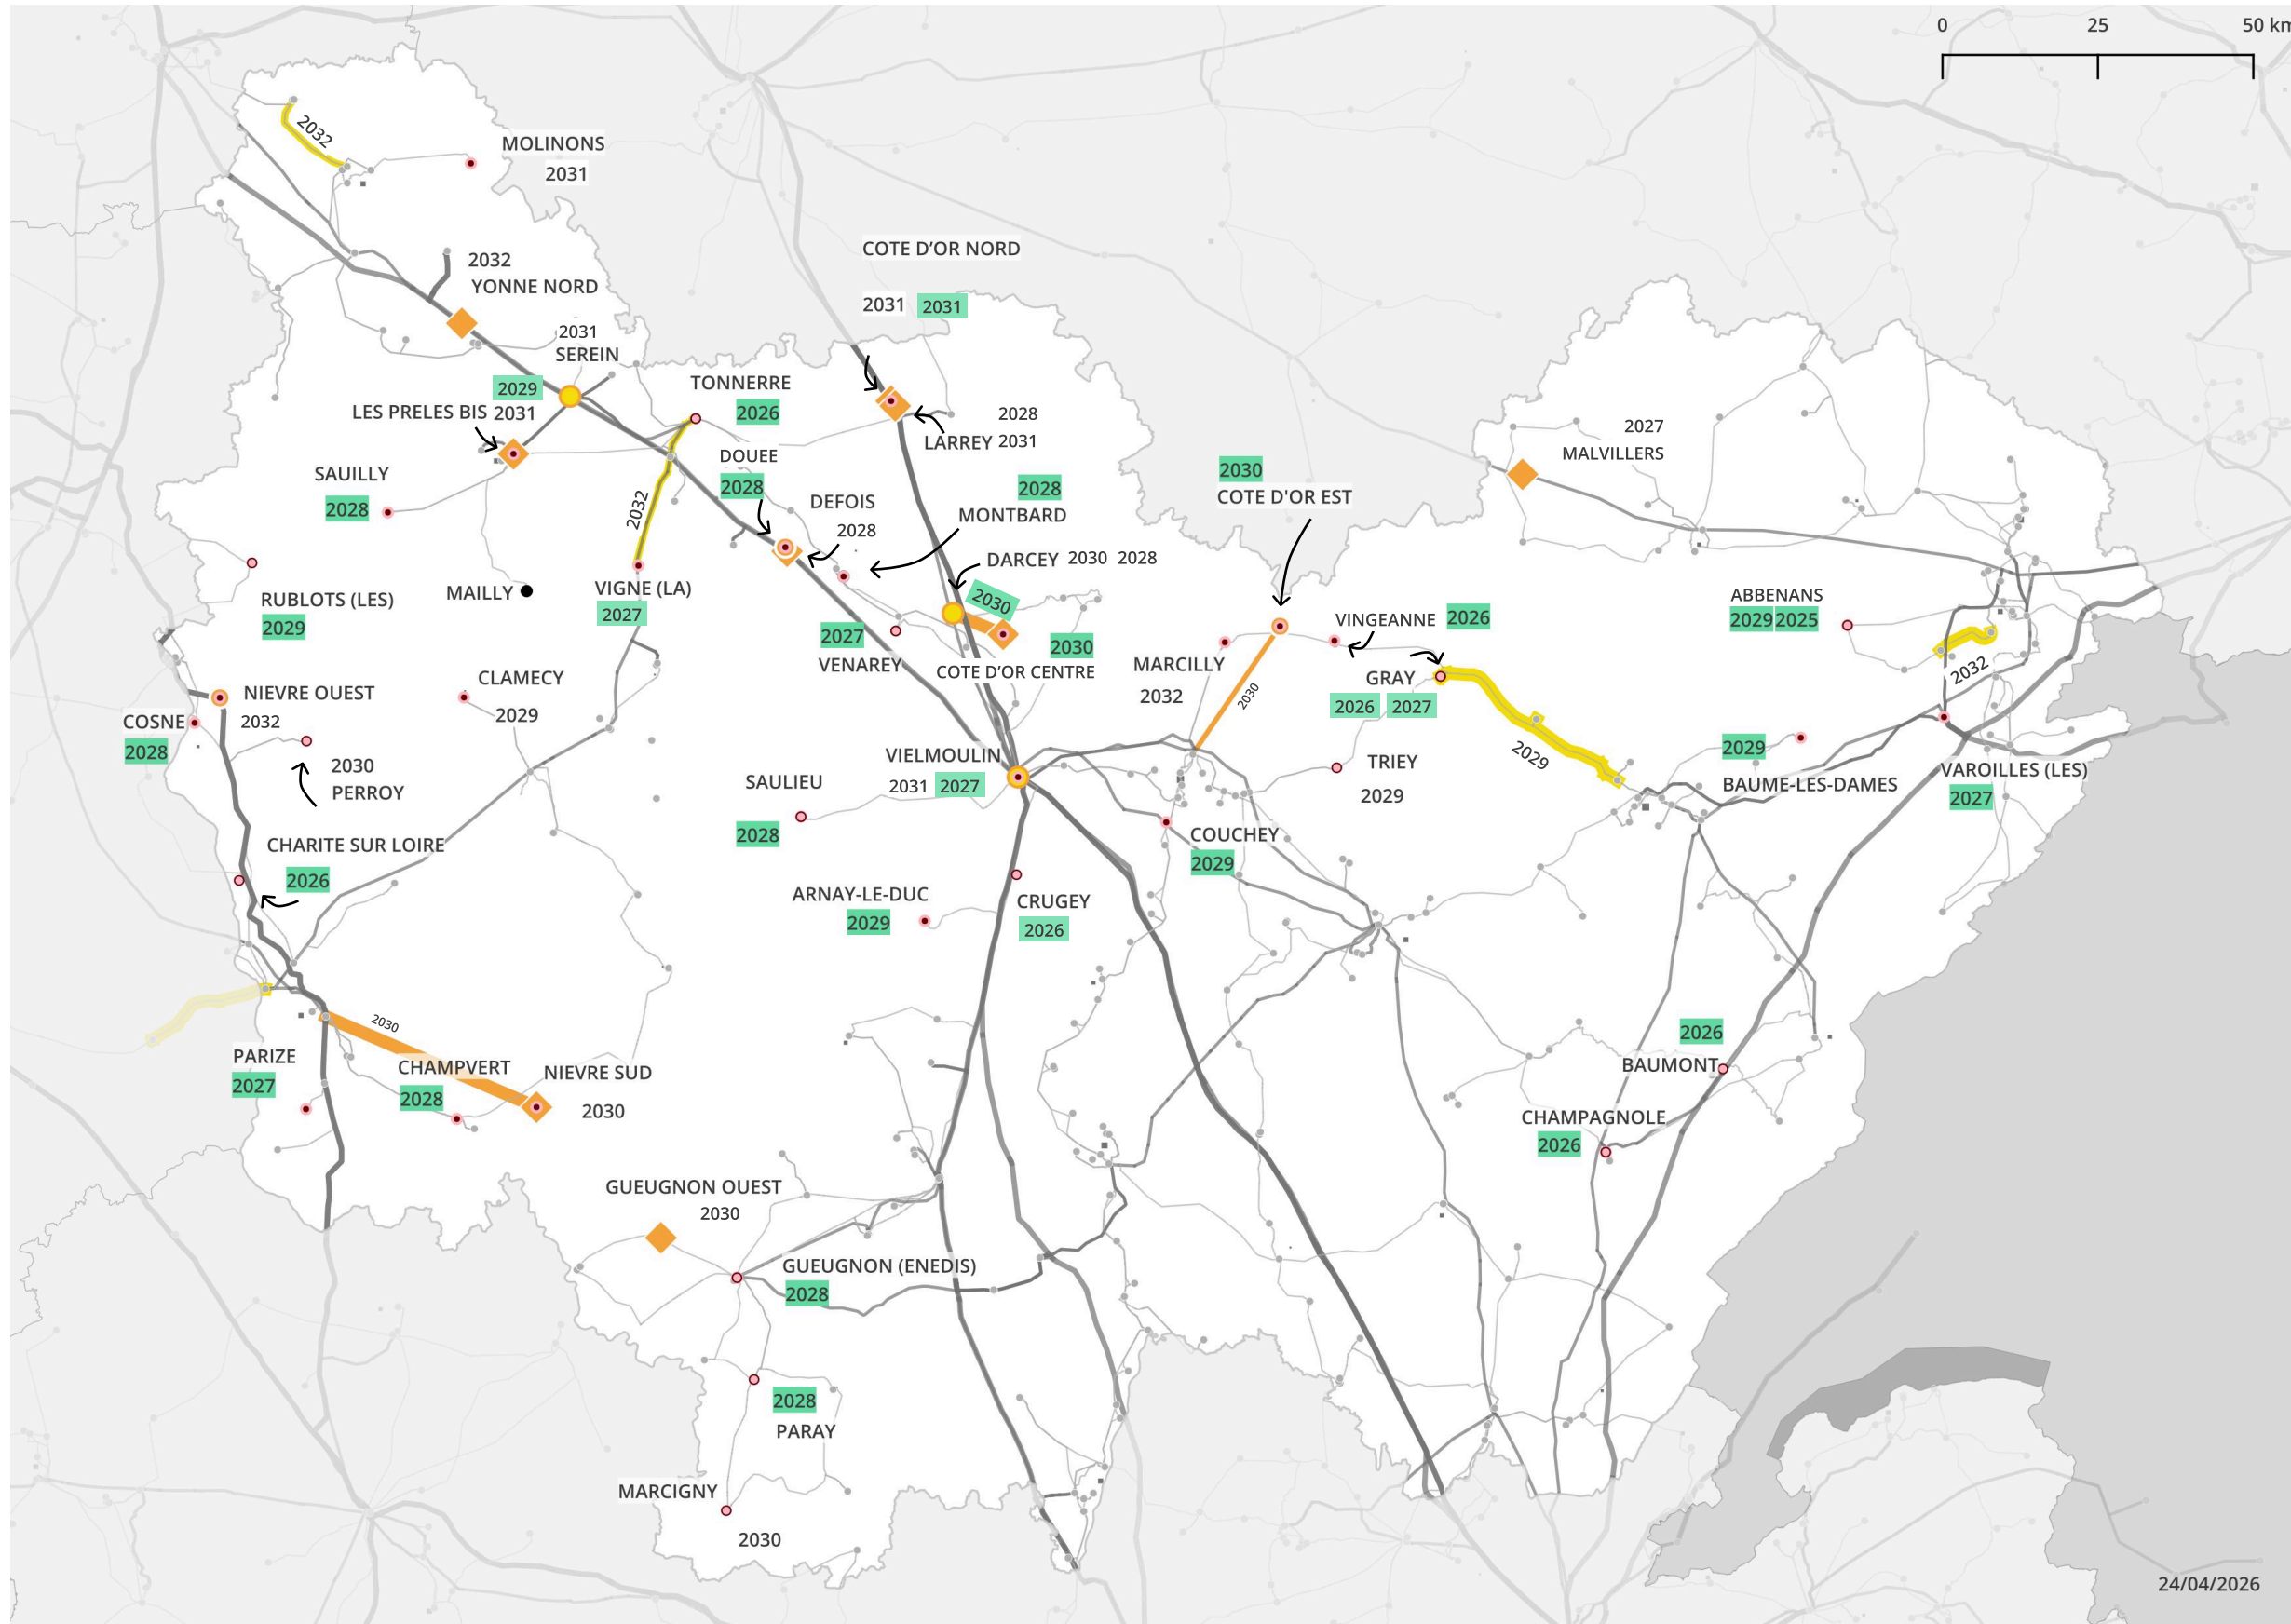 0 25 50 km
2032
MOLINONS
2031
2032
YONNE NORD
COTE D'OR NORD
2031 2031
2031
SEREIN
2029
LES PRELES BIS 2031
TONNERRE
2026
2028
LARREY 2031
SAUILLY
2028
DOUEE
2028
2032
DEFOIS
2028
2028
MONTBARD
DARCEY 2030 2028
2030
2030
COTE D'OR EST
2027
MALVILLERS
RUBLOTS (LES)
2029
MAILLY
VIGNE (LA)
2027
2027
VENAREY
2030
COTE D'OR CENTRE
MARCILLY
2032
2030
VINGEANNE 2026
GRAY
2026 2027
ABBENANS
2029 2025
2032
NIEVRE OUEST
2032
COSNE
2028
CLAMECY
2029
2030
PERROY
2029
2029
BAUME-LES-DAMES
VAROILLES (LES)
2027
VIELMOULIN
2031 2027
SAULIEU
2028
TRIEY
2029
COUCHEY
2029
CHARITE SUR LOIRE
2026
ARNAY-LE-DUC
2029
CRUGEY
2026
2030
PARIZE
2027
CHAMPVERT
2028
NIEVRE SUD
2030
2026
BAUMONT
CHAMPAGNOLE
2026
GUEUGNON OUEST
2030
GUEUGNON (ENEDIS)
2028
2028
PARAY
MARCIGNY
2030
24/04/2026